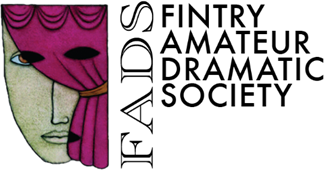 FADS
FINTRY
AMATEUR
DRAMATIC
SOCIETY